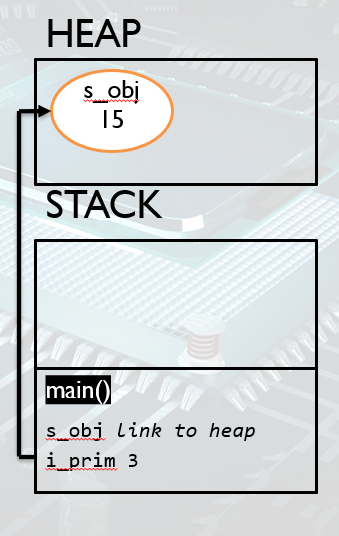 HEAP
s_obj
15
STACK
main()
s_obj link to heap
i_prim 3